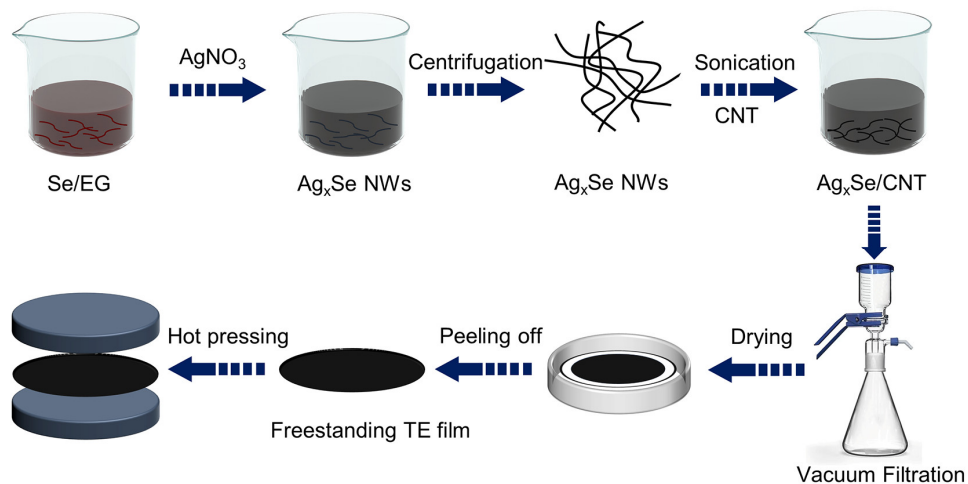 AgNO₃
Centrifugation
Sonication
CNT
Se/EG
AgₓSe NWs
AgₓSe NWs
AgₓSe/CNT
Hot pressing
Peeling off
Drying
Freestanding TE film
Vacuum Filtration